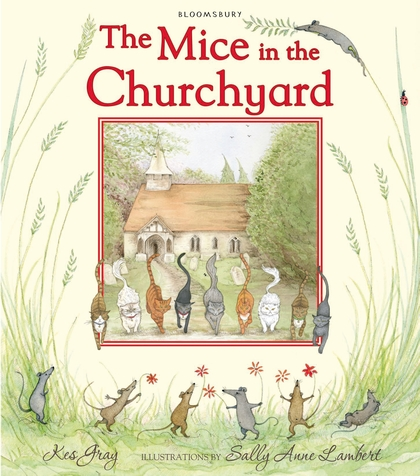 BLOOMSBURY
The Mice in the
Churchyard
Kes Gray ILLUSTRATIONS BY Sally Anne Lambert